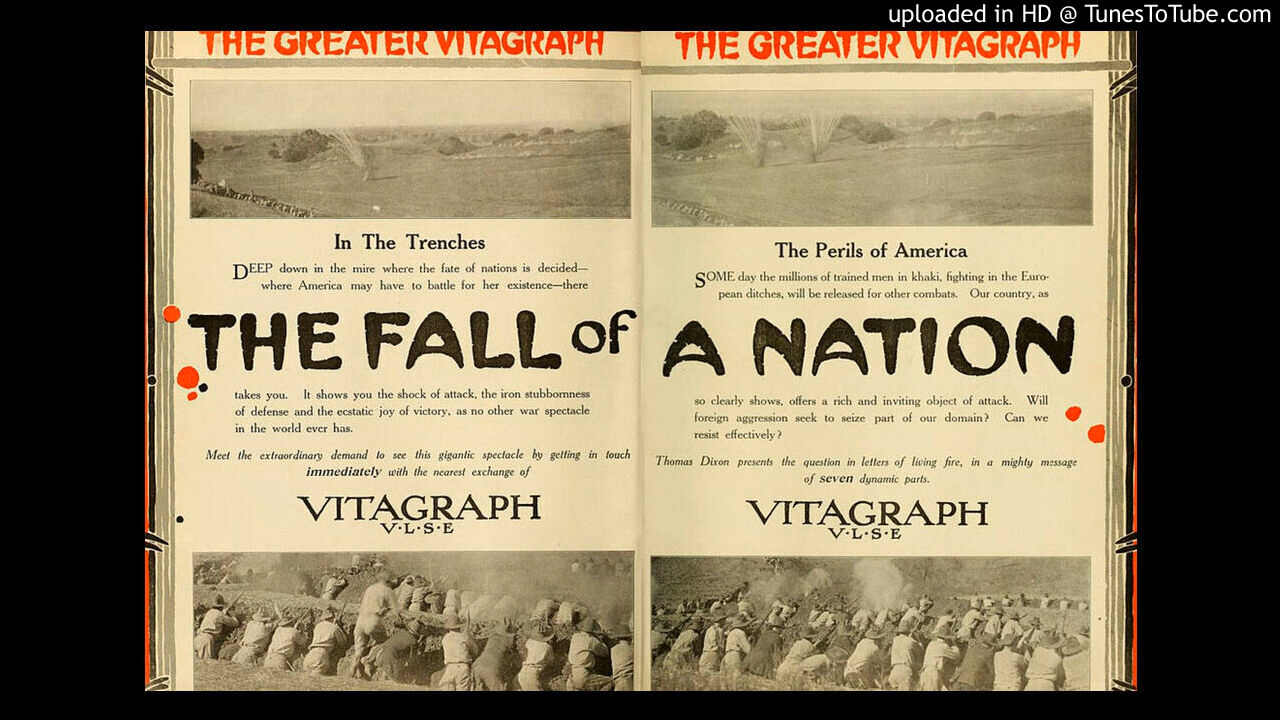 uploaded in HD @ TunesToTube.com
THE GREATER VITAGRAPH
In The Trenches
DEEP down in the mire where the fate of nations is decided—
where America may have to battle for her existence—there
THE FALL of
takes you. It shows you the shock of attack, the iron stubbornness
of defense and the ecstatic joy of victory, as no other war spectacle
in the world ever has.
Meet the extraordinary demand to see this gigantic spectacle by getting in touch
immediately with the nearest exchange of
VITAGRAPH
V·L·S·E
THE GREATER VITAGRAPH
The Perils of America
SOME day the millions of trained men in khaki, fighting in the Euro-
pean ditches, will be released for other combats. Our country, as
A NATION
so clearly shows, offers a rich and inviting object of attack. Will
foreign aggression seek to seize part of our domain? Can we
resist effectively?
Thomas Dixon presents the question in letters of living fire, in a mighty message
of seven dynamic parts.
VITAGRAPH
V·L·S·E